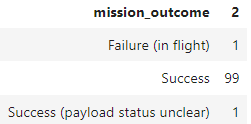 mission_outcome 2
Failure (in flight) 1
Success 99
Success (payload status unclear) 1